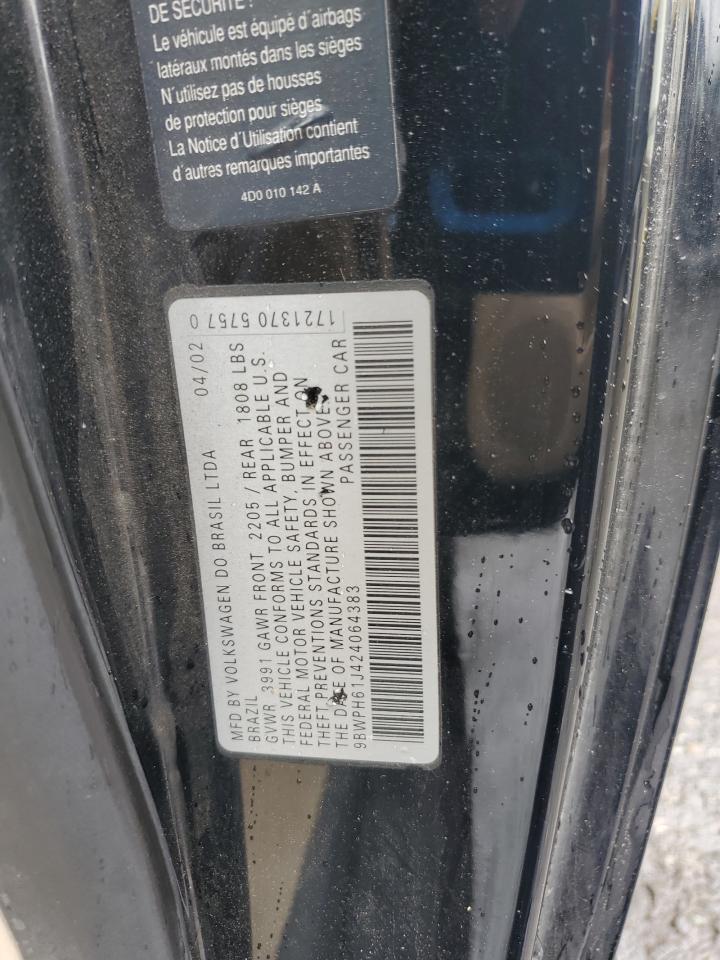 DE SÉCURITÉ !
Le véhicule est équipé d'airbags
latéraux montés dans les sièges
N'utilisez pas de housses
de protection pour sièges
La Notice d'Utilisation contient
d'autres remarques importantes
4D0 010 142 A
MFD BY VOLKSWAGEN DO BRASIL LTDA 04/02
BRAZIL
GVWR 3991 GAWR FRONT 2205 / REAR 1808 LBS
THIS VEHICLE CONFORMS TO ALL APPLICABLE U.S.
FEDERAL MOTOR VEHICLE SAFETY, BUMPER AND
THEFT PREVENTIONS STANDARDS IN EFFECT ON
THE DATE OF MANUFACTURE SHOWN ABOVE.
9BWPH61J424064383 PASSENGER CAR
1721370 5757 0